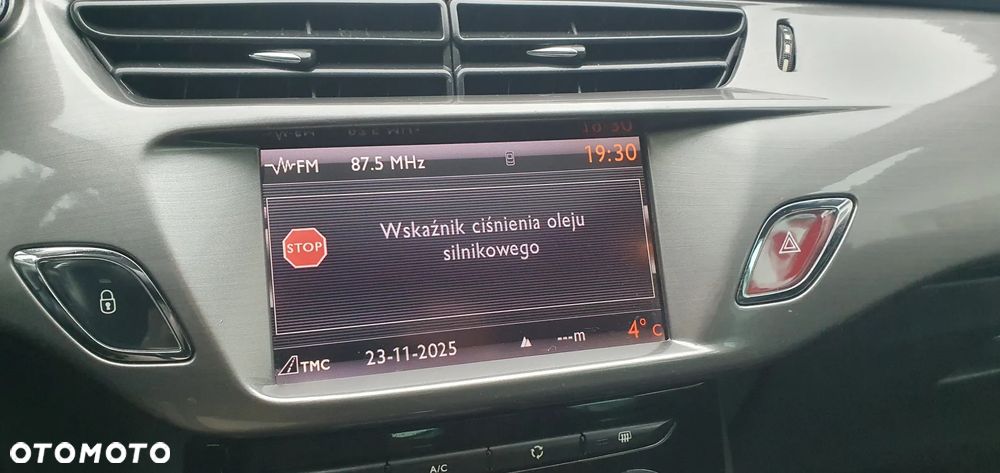 FM 87.5 MHz 19:30
Wskaźnik ciśnienia oleju
STOP
silnikowego
TMC 23-11-2025 ---m 4° C
A/C
OTOMOTO